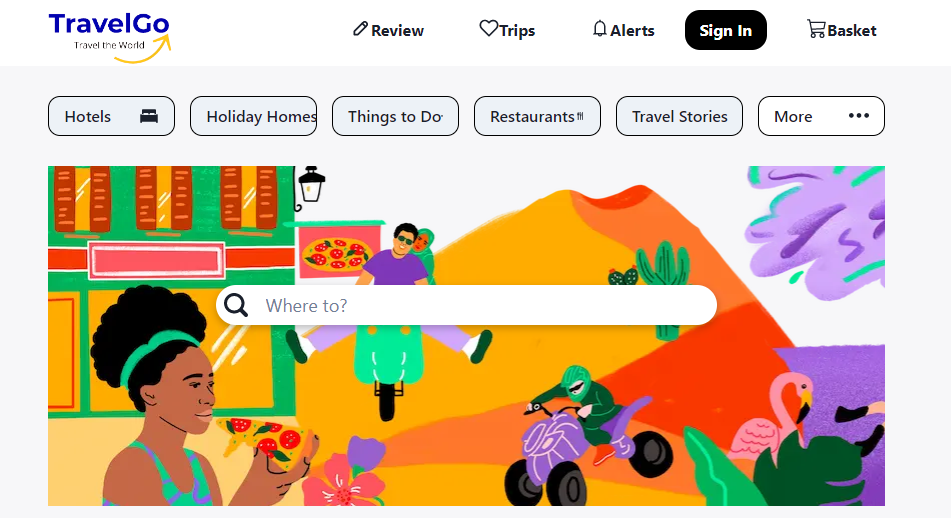 TravelGo
Travel the World
Review
Trips
Alerts
Sign In
Basket
Hotels
Holiday Homes
Things to Do
Restaurants
Travel Stories
More
Where to?